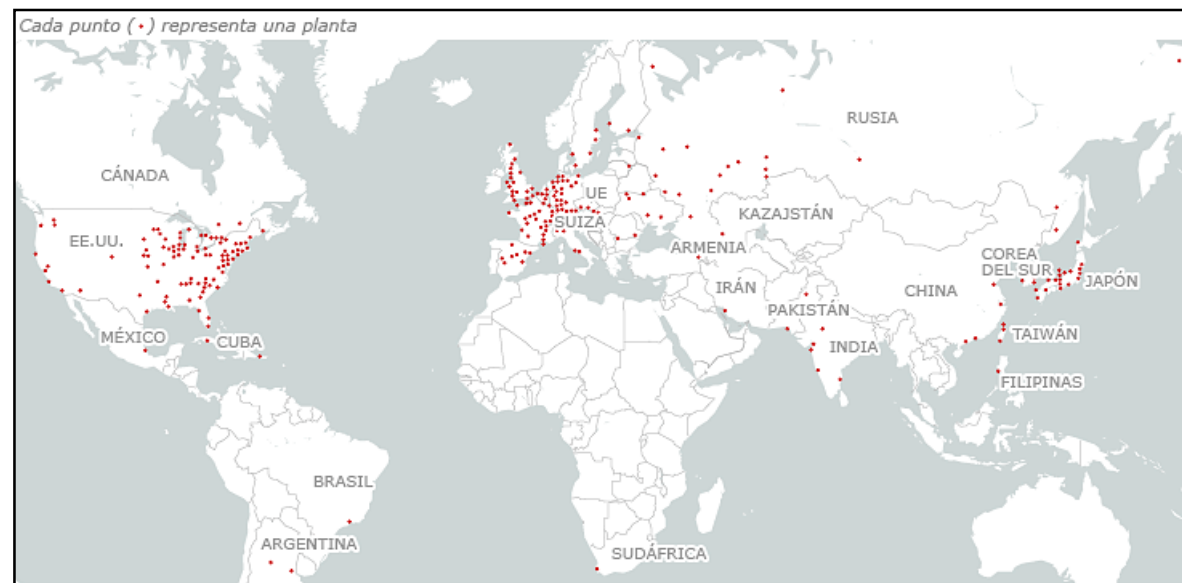 Cada punto (•) representa una planta
RUSIA
CÁNADA
UE
KAZAJSTÁN
SUIZA
EE.UU.
ARMENIA
COREA
DEL SUR
JAPÓN
IRÁN
CHINA
PAKISTÁN
MÉXICO
CUBA
TAIWÁN
INDIA
FILIPINAS
BRASIL
ARGENTINA
SUDÁFRICA